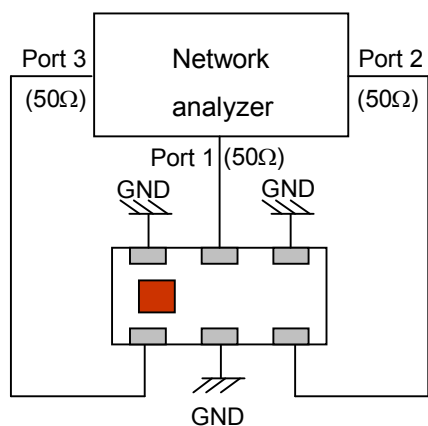 Port 3
Network
Port 2
(50Ω)
analyzer
(50Ω)
Port 1 (50Ω)
GND
GND
GND